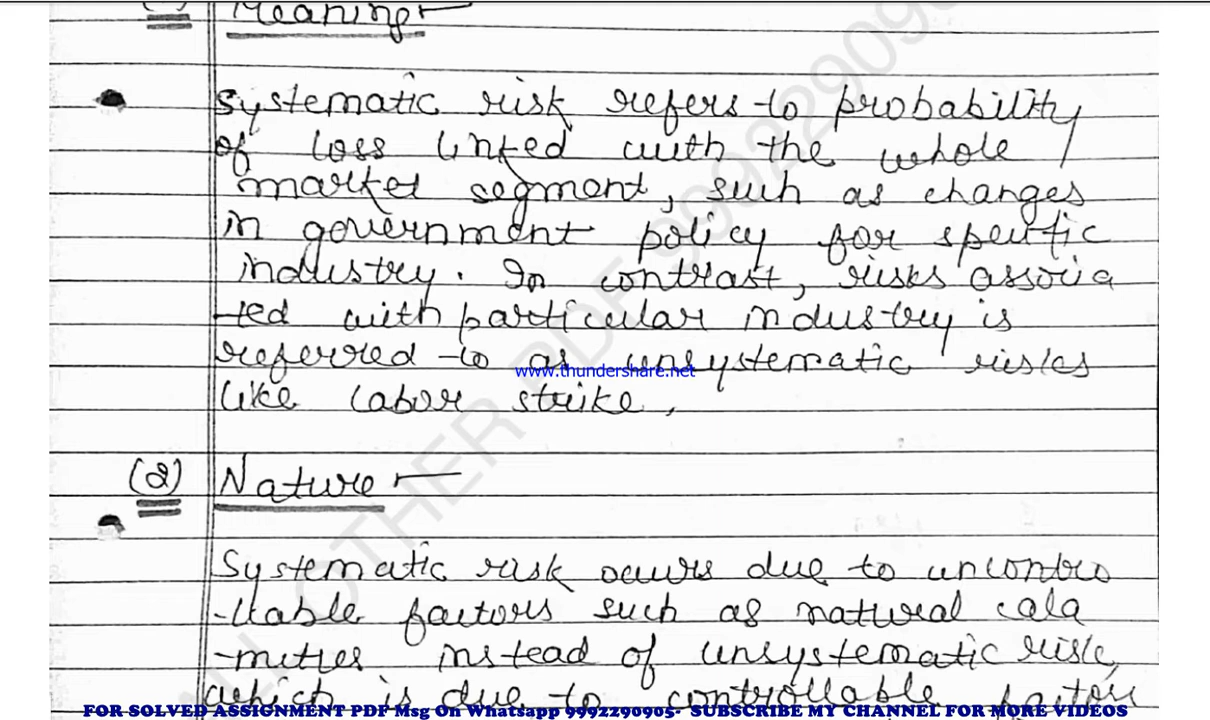 Meaning -
Systematic risk refers to probability
of loss linked with the whole /
market segment, such as changes
in government policy for specific
industry. In contrast, risks associa
-ted with particular industry is
referred to as unsystematic risks
like labor strike,
www.thundershare.net
(2) Nature -
Systematic risk occurs due to uncontro
-llable factors such as natural cala
-mities instead of unsystematic risk,
which is due to controllable factors
FOR SOLVED ASSIGNMENT PDF Msg On Whatsapp 9992290905- SUBSCRIBE MY CHANNEL FOR MORE VIDEOS